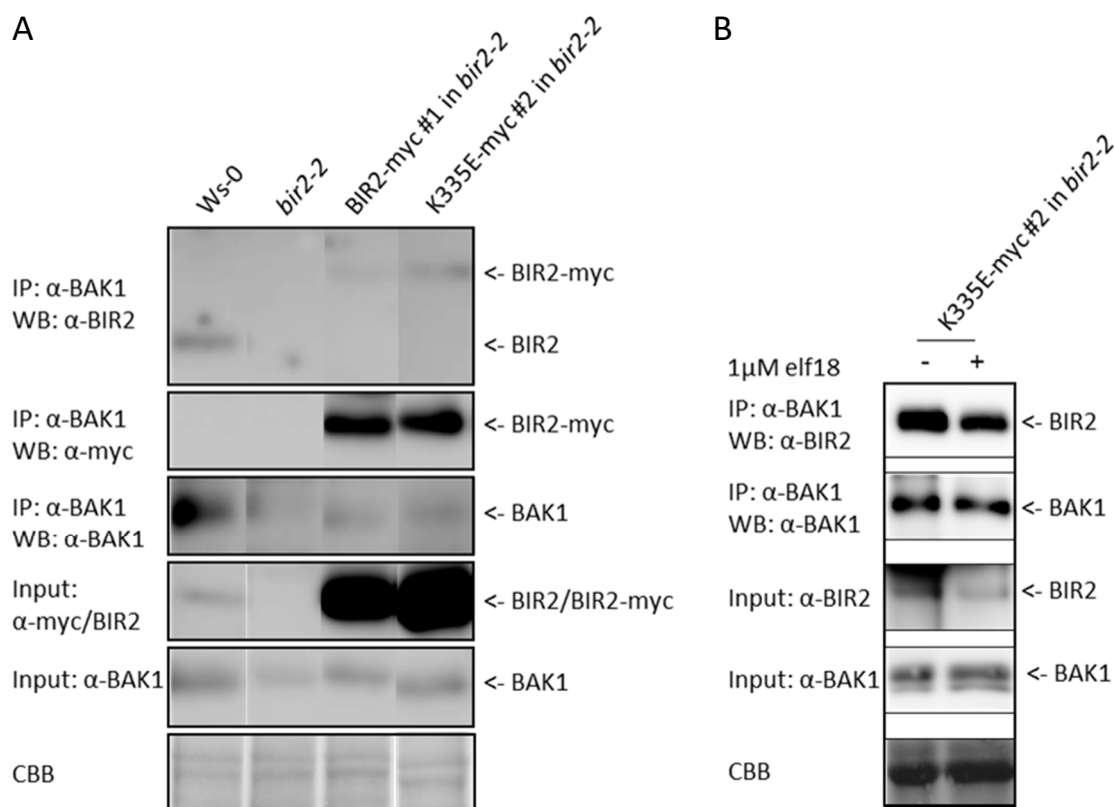 A
Ws-0
bir2-2
BIR2-myc #1 in bir2-2
K335E-myc #2 in bir2-2
IP: α-BAK1
WB: α-BIR2
<- BIR2-myc
<- BIR2
IP: α-BAK1
WB: α-myc
<- BIR2-myc
IP: α-BAK1
WB: α-BAK1
<- BAK1
Input:
α-myc/BIR2
<- BIR2/BIR2-myc
Input: α-BAK1
<- BAK1
CBB
B
K335E-myc #2 in bir2-2
1μM elf18 - +
IP: α-BAK1
WB: α-BIR2
<- BIR2
IP: α-BAK1
WB: α-BAK1
<- BAK1
Input: α-BIR2
<- BIR2
Input: α-BAK1
<- BAK1
CBB